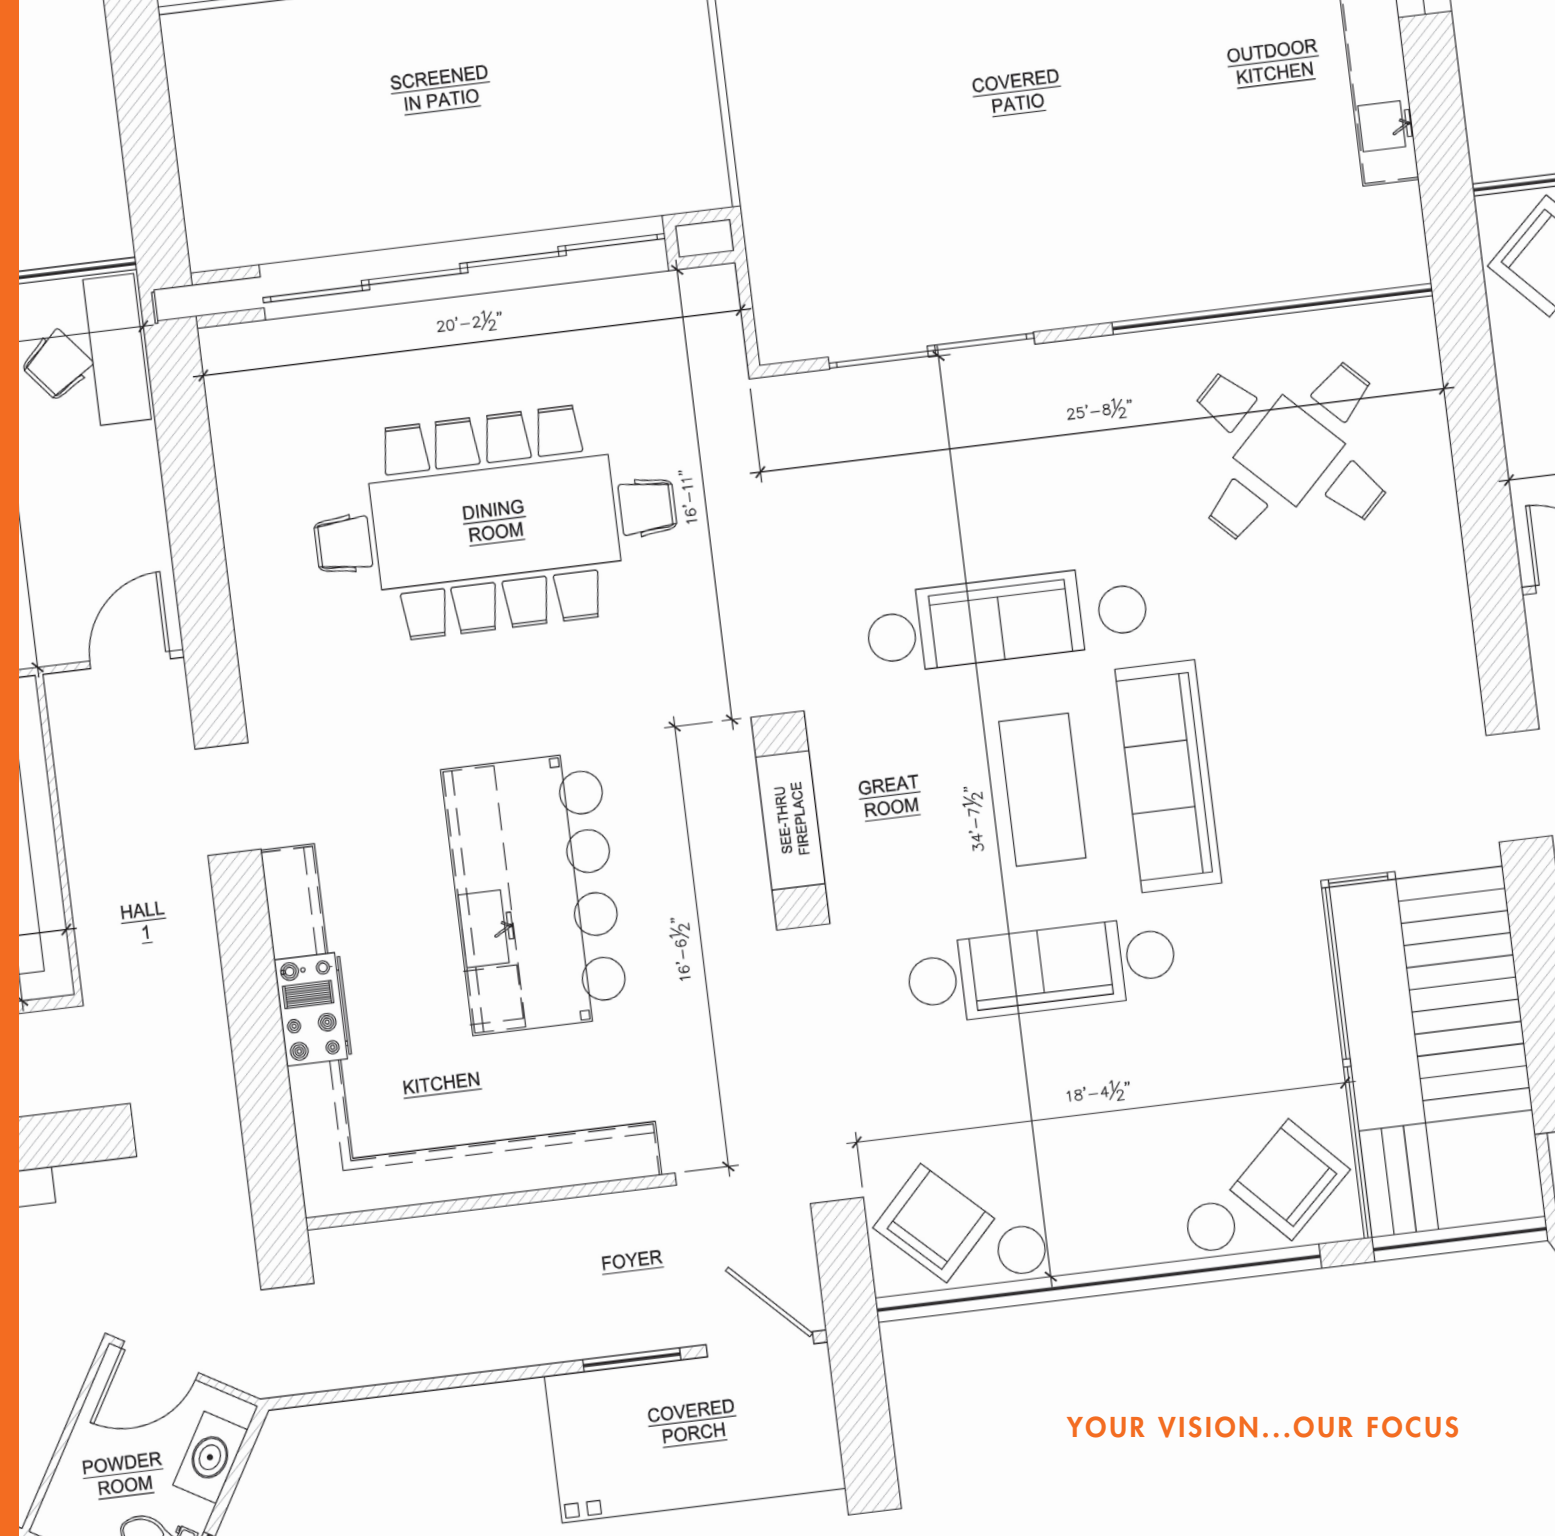 SCREENED
IN PATIO
COVERED
PATIO
OUTDOOR
KITCHEN
20'-2½"
25'-8½"
16'-11"
DINING
ROOM
SEE-THRU
FIREPLACE
GREAT
ROOM
34'-7½"
HALL
1
16'-6½"
KITCHEN
18'-4½"
FOYER
COVERED
PORCH
YOUR VISION...OUR FOCUS
POWDER
ROOM